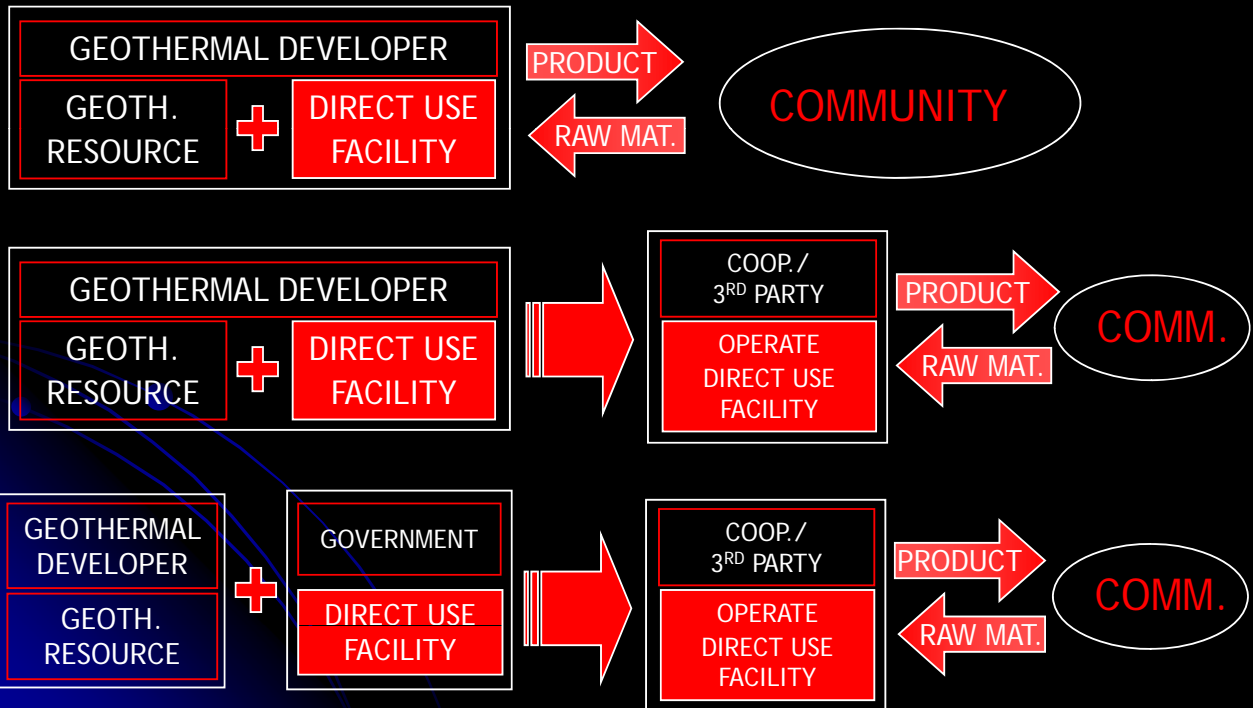 GEOTHERMAL DEVELOPER
GEOTH.
RESOURCE
DIRECT USE
FACILITY
PRODUCT
RAW MAT.
COMMUNITY
GEOTHERMAL DEVELOPER
GEOTH.
RESOURCE
DIRECT USE
FACILITY
COOP./
3RD PARTY
OPERATE
DIRECT USE
FACILITY
PRODUCT
RAW MAT.
COMM.
GEOTHERMAL
DEVELOPER
GEOTH.
RESOURCE
GOVERNMENT
DIRECT USE
FACILITY
COOP./
3RD PARTY
OPERATE
DIRECT USE
FACILITY
PRODUCT
RAW MAT.
COMM.